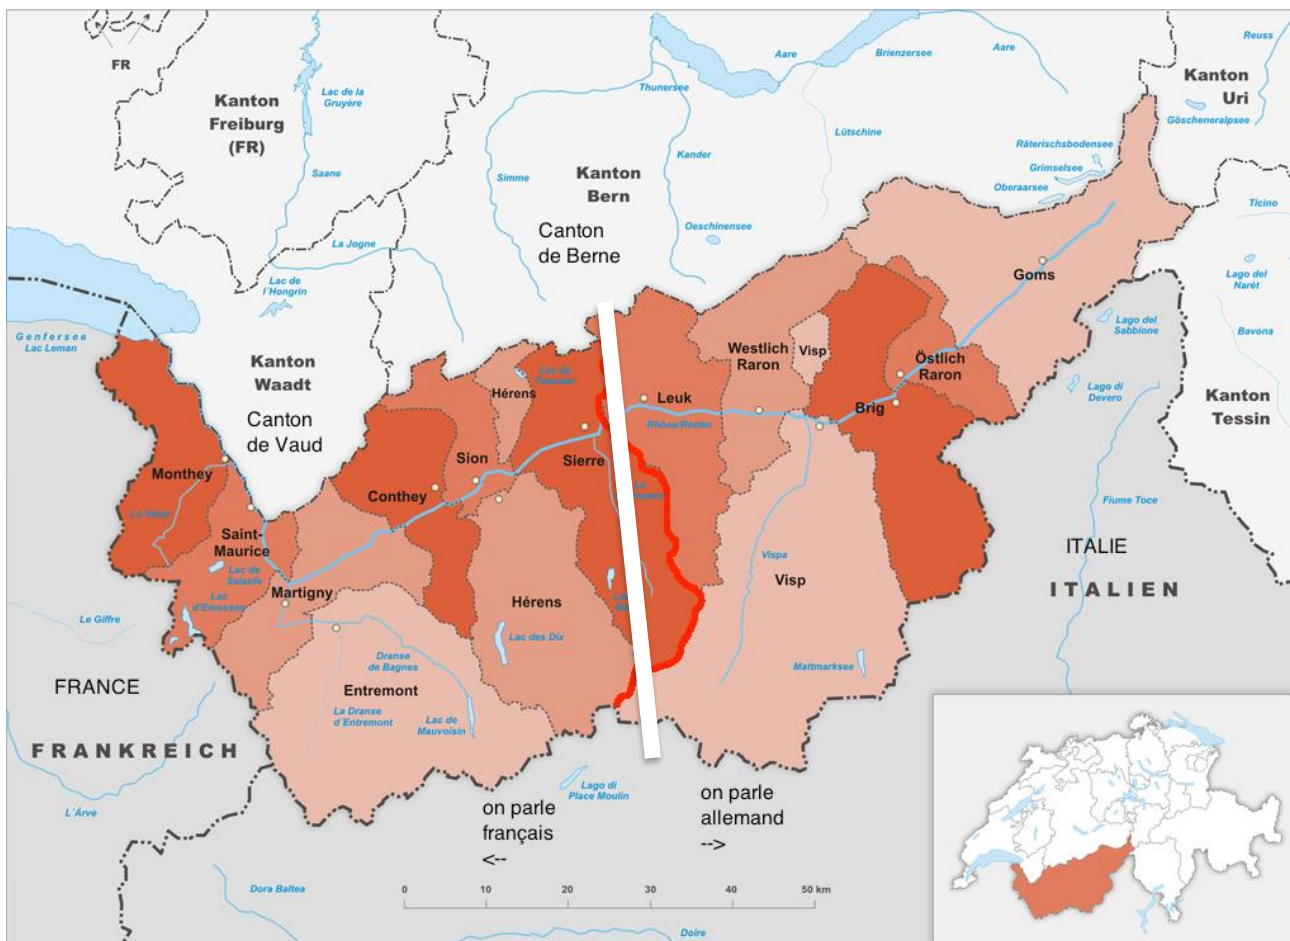 FR
Kanton
Freiburg
(FR)
Lac de la
Gruyère
Saane
La Jogne
Lac de
l'Hongrin
Genfersee
Lac Leman
Kanton
Waadt
Canton
de Vaud
Simme
Thunersee
Kander
Kanton
Bern
Canton
de Berne
Oeschinensee
Aare
Brienzersee
Aare
Lütschine
Räterischsbodensee
Grimselsee
Oberaarsee
Kanton
Uri
Reuss
Göscheneralpsee
Ticino
Lago del
Narèt
Bavona
Kanton
Tessin
Lago del
Sabbione
Lago di
Devero
Fiume Toce
Goms
Östlich
Raron
Brig
Visp
Westlich
Raron
Leuk
Rhône/Rotten
Lac de
Hérens
Sierre
Sion
Conthey
Monthey
Saint-
Maurice
Lac de
Salanfe
Lac
d'Emosson
Martigny
Hérens
Lac des Dix
Dranse
de Bagnes
Entremont
La Dranse
d'Entremont
Lac de
Mauvoisin
Vispa
Visp
Mattmarksee
ITALIE
ITALIEN
Le Giffre
FRANCE
FRANKREICH
L'Arve
Lago di
Place Moulin
on parle
français
<--
on parle
allemand
-->
Dora Baltea
Doire
0 10 20 30 40 50 km